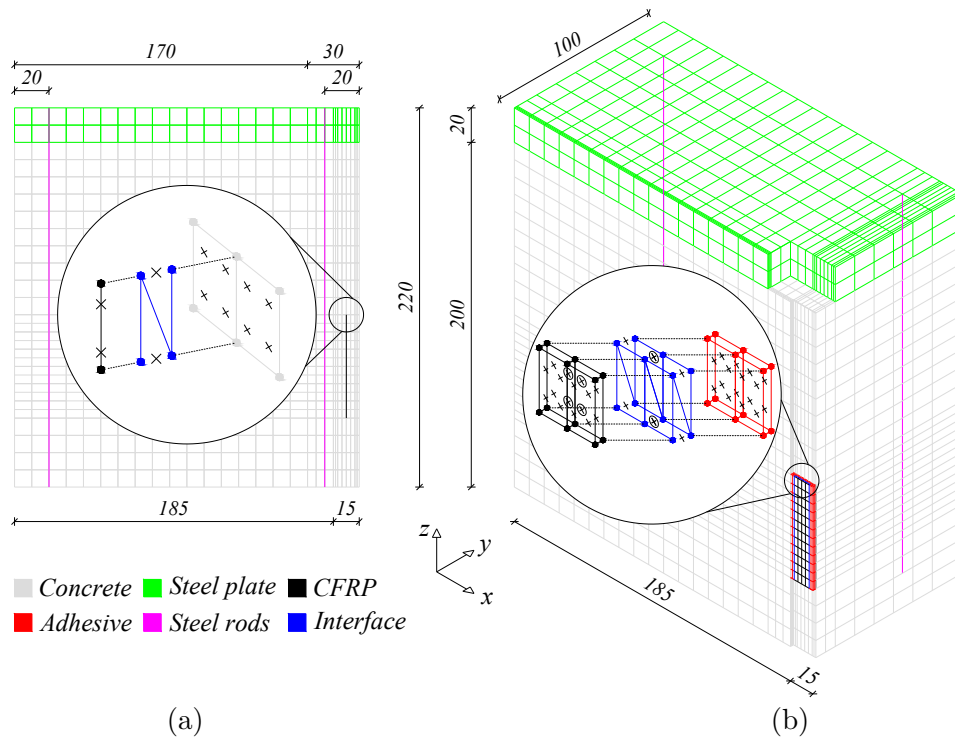 170
30
20
20
220
185
15
100
20
200
185
15
z
y
x
Concrete
Steel plate
CFRP
Adhesive
Steel rods
Interface
(a)
(b)